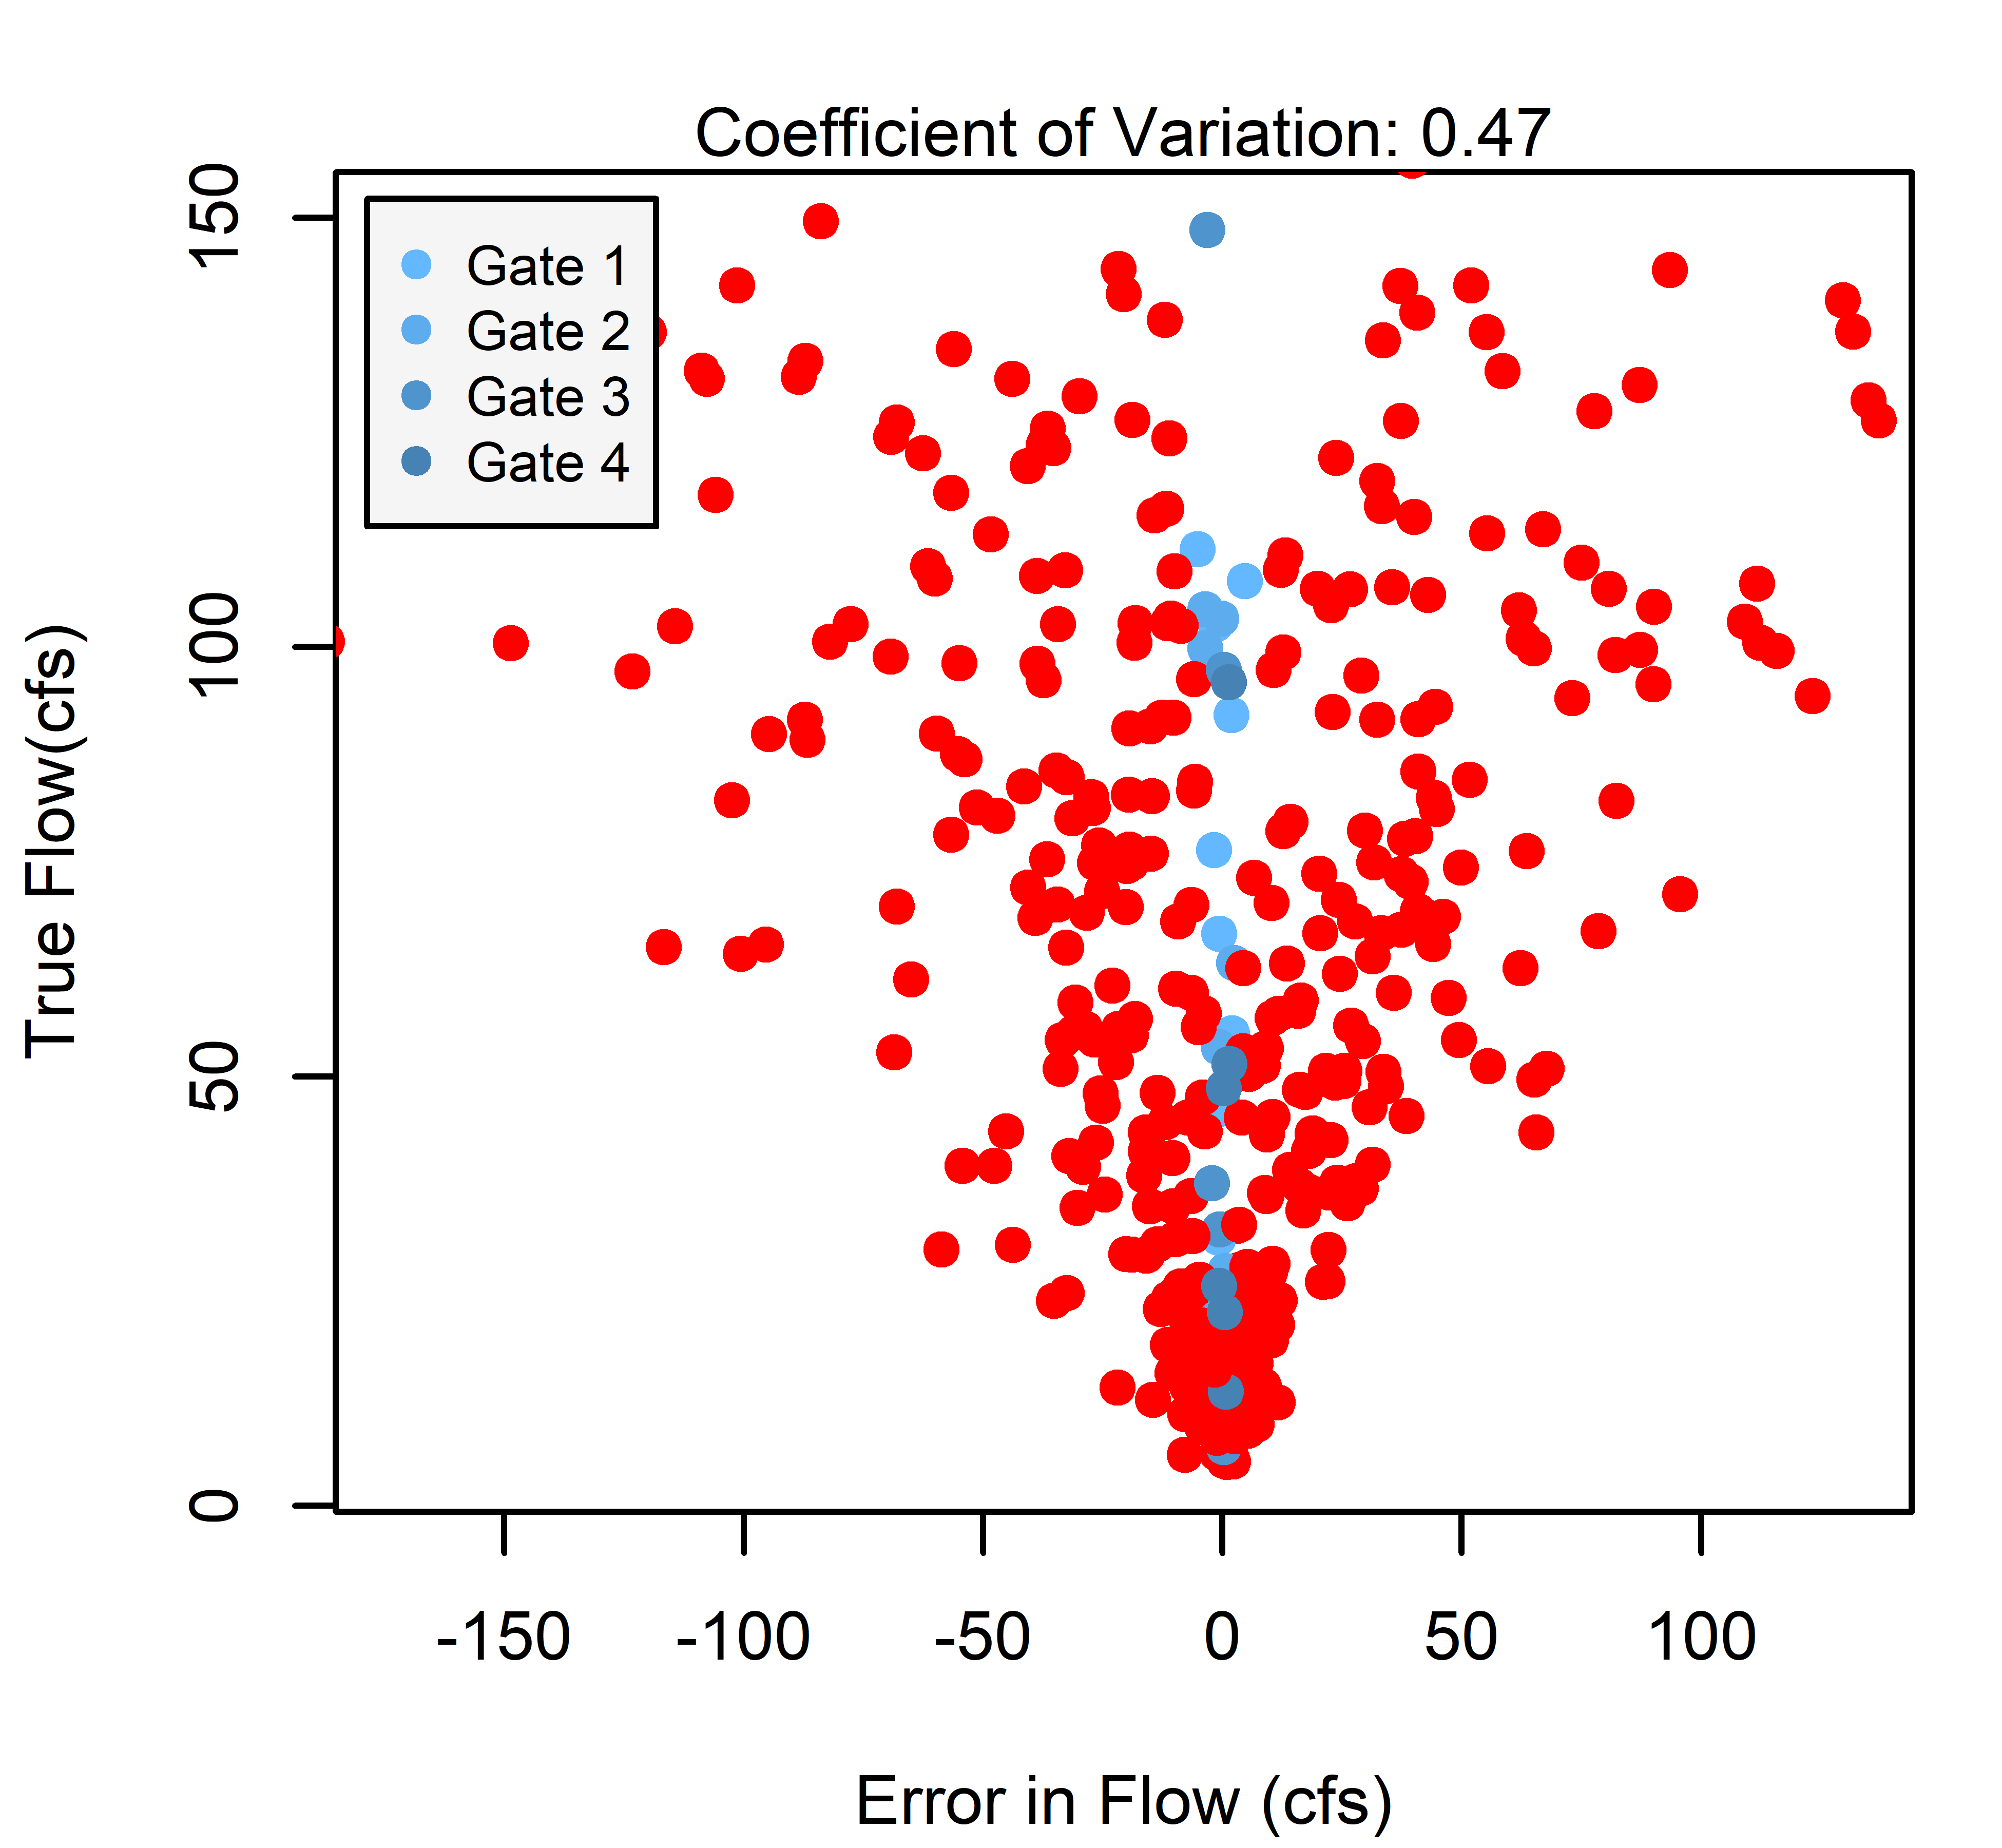 Coefficient of Variation: 0.47
Gate 1
Gate 2
Gate 3
Gate 4
True Flow(cfs)
150
100
50
0
-150 -100 -50 0 50 100
Error in Flow (cfs)